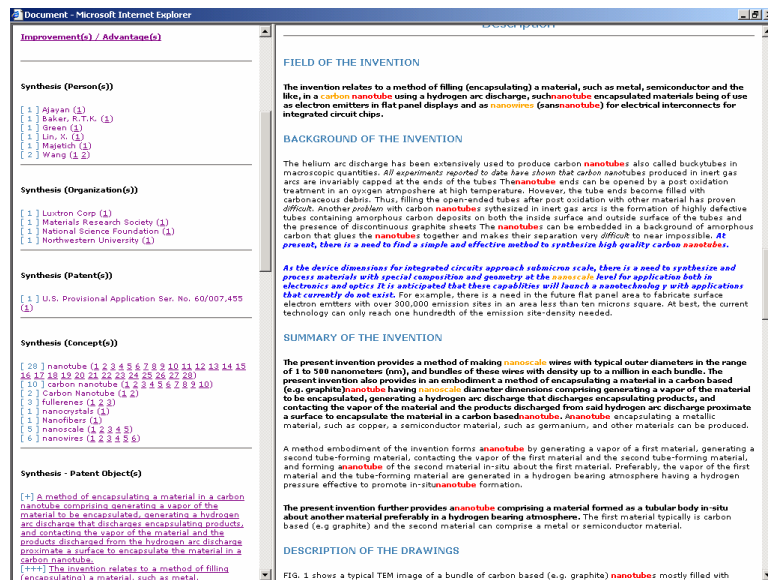 Document - Microsoft Internet Explorer
Improvement(s) / Advantage(s)
Synthesis (Person(s))
[ 1 ] Ajayan (1)
[ 1 ] Baker, R.T.K. (1)
[ 1 ] Green (1)
[ 1 ] Lin, X. (1)
[ 1 ] Majetich (1)
[ 2 ] Wang (1 2)
Synthesis (Organization(s))
[ 1 ] Luxtron Corp (1)
[ 1 ] Materials Research Society (1)
[ 1 ] National Science Foundation (1)
[ 1 ] Northwestern University (1)
Synthesis (Patent(s))
[ 1 ] U.S. Provisional Application Ser. No. 60/007,455
(1)
Synthesis (Concept(s))
[ 28 ] nanotube (1 2 3 4 5 6 7 8 9 10 11 12 13 14 15
16 17 18 19 20 21 22 23 24 25 26 27 28)
[ 10 ] carbon nanotube (1 2 3 4 5 6 7 8 9 10)
[ 2 ] Carbon Nanotube (1 2)
[ 3 ] fullerenes (1 2 3)
[ 1 ] nanocrystals (1)
[ 1 ] Nanofibers (1)
[ 5 ] nanoscale (1 2 3 4 5)
[ 6 ] nanowires (1 2 3 4 5 6)
Synthesis - Patent Object(s)
[+] A method of encapsulating a material in a carbon
nanotube comprising generating a vapor of the
material to be encapsulated, generating a hydrogen
arc discharge that discharges encapsulating products,
and contacting the vapor of the material and the
products discharged from the hydrogen arc discharge
proximate a surface to encapsulate the material in a
carbon nanotube.
[+++] The invention relates to a method of filling
(encapsulating) a material, such as metal,
Description
FIELD OF THE INVENTION
The invention relates to a method of filling (encapsulating) a material, such as metal, semiconductor and the
like, in a carbon nanotube using a hydrogen arc discharge, suchnanotube encapsulated materials being of use
as electron emitters in flat panel displays and as nanowires (sansnanotube) for electrical interconnects for
integrated circuit chips.
BACKGROUND OF THE INVENTION
The helium arc discharge has been extensively used to produce carbon nanotubes also called buckytubes in
macroscopic quantities. All experiments reported to date have shown that carbon nanotubes produced in inert gas
arcs are invariably capped at the ends of the tubes Thenanotube ends can be opened by a post oxidation
treatment in an oyxgen atmposherte at high temperature. However, the tube ends become filled with
carbonaceous debris. Thus, filling the open-ended tubes after post oxidation with other material has proven
difficult. Another problem with carbon nanotubes sythesized in inert gas arcs is the formation of highly defective
tubes containing amorphous carbon deposits on both the inside surface and outside surface of the tubes and
the presence of discontinuous graphite sheets The nanotubes can be embedded in a background of amorphous
carbon that glues the nanotubes together and makes their separation very difficult to near impossible. At
present, there is a need to find a simple and effective method to synthesize high quality carbon nanotubes.
As the device dimensions for integrated circuits approach submicron scale, there is a need to synthesize and
process materials with special composition and geometry at the nanoscale level for application both in
electronics and optics It is anticipated that these capablities will launch a nanotechnolog y with applications
that currently do not exist. For example, there is a need in the future flat panel area to fabricate surface
electron emtters with over 300,000 emission sites in an area less than ten microns square. At best, the current
technology can only reach one hundredth of the emission site-density needed.
SUMMARY OF THE INVENTION
The present invention provides a method of making nanoscale wires with typical outer diameters in the range
of 1 to 500 nanometers (nm), and bundles of these wires with density up to a million in each bundle. The
present invention also provides in an embodiment a method of encapsulating a material in a carbon based
(e.g. graphite)nanotube having nanoscale diameter dimensions comprising generating a vapor of the material
to be encapsulated, generating a hydrogen arc discharge that discharges encapsulating products, and
contacting the vapor of the material and the products discharged from said hydrogen arc discharge proximate
a surface to encapsulate the material in a carbon basednanotube. Ananotube encapsulating a metallic
material, such as copper, a semiconductor material, such as germanium, and other materials can be produced.
A method embodiment of the invention forms ananotube by generating a vapor of a first material, generating a
second tube-forming material, contacting the vapor of the first material and the second tube-forming material,
and forming ananotube of the second material in-situ about the first material. Preferably, the vapor of the first
material and the tube-forming material are generated in a hydrogen bearing atmosphere having a hydrogen
pressure effective to promote in-situnanotube formation.
The present invention further provides ananotube comprising a material formed as a tubular body in-situ
about another material preferably in a hydrogen bearing atmosphere. The first material typically is carbon
based (e.g graphite) and the second material can comprise a metal or semiconductor material.
DESCRIPTION OF THE DRAWINGS
FIG. 1 shows a typical TEM image of a bundle of carbon based (e.g. graphite) nanotubes mostly filled with